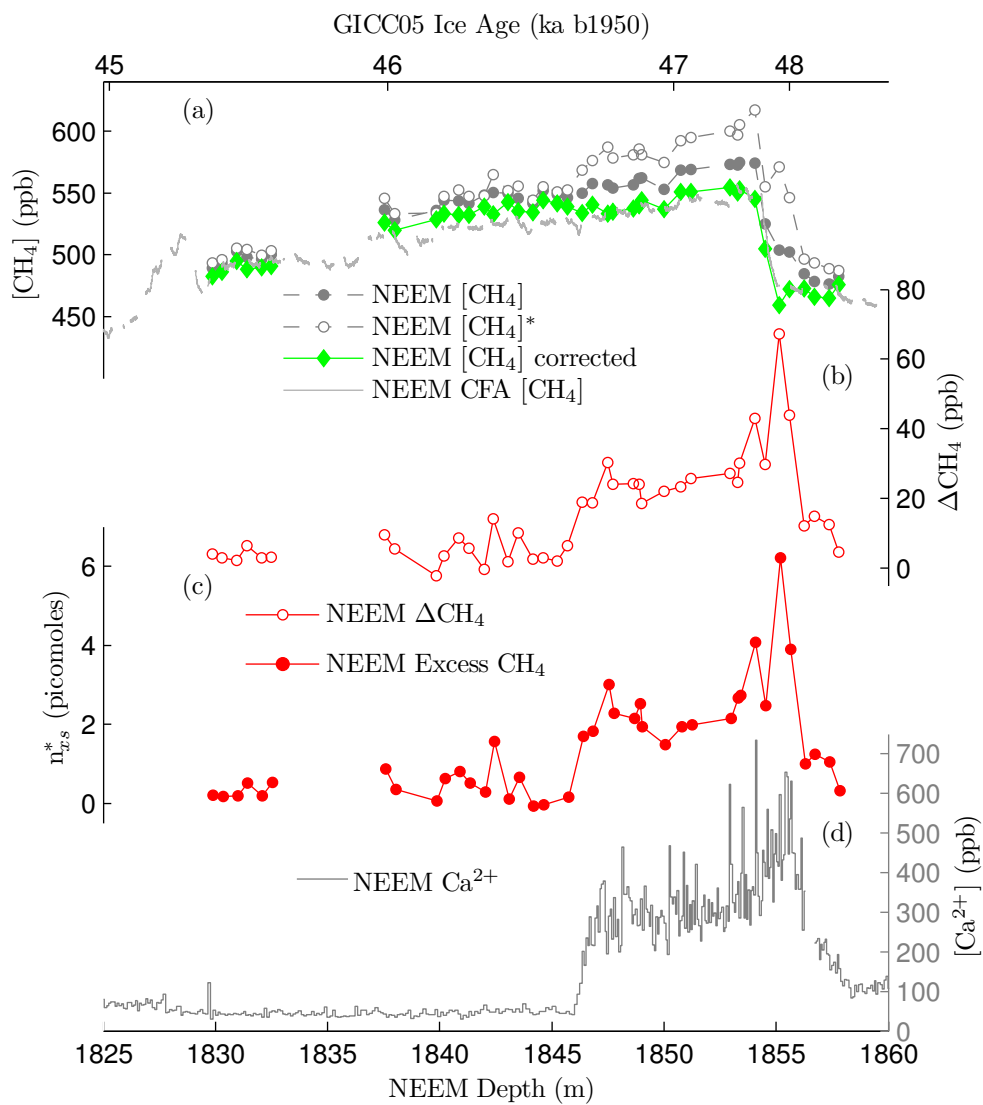 GICC05 Ice Age (ka b1950)
45 46 47 48
(a)
[CH₄] (ppb)
600
550
500
450
NEEM [CH₄]
NEEM [CH₄]*
NEEM [CH₄] corrected
NEEM CFA [CH₄]
(b)
ΔCH₄ (ppb)
80
60
40
20
0
(c)
n*xs (picomoles)
6
4
2
0
NEEM ΔCH₄
NEEM Excess CH₄
(d)
[Ca²⁺] (ppb)
700
600
500
400
300
200
100
0
NEEM Ca²⁺
1825 1830 1835 1840 1845 1850 1855 1860
NEEM Depth (m)